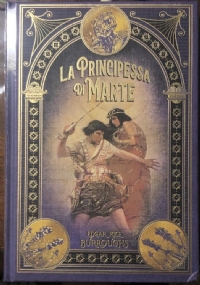 LA PRINCIPESSA
DI MARTE
EDGAR RICE
BURROUGHS